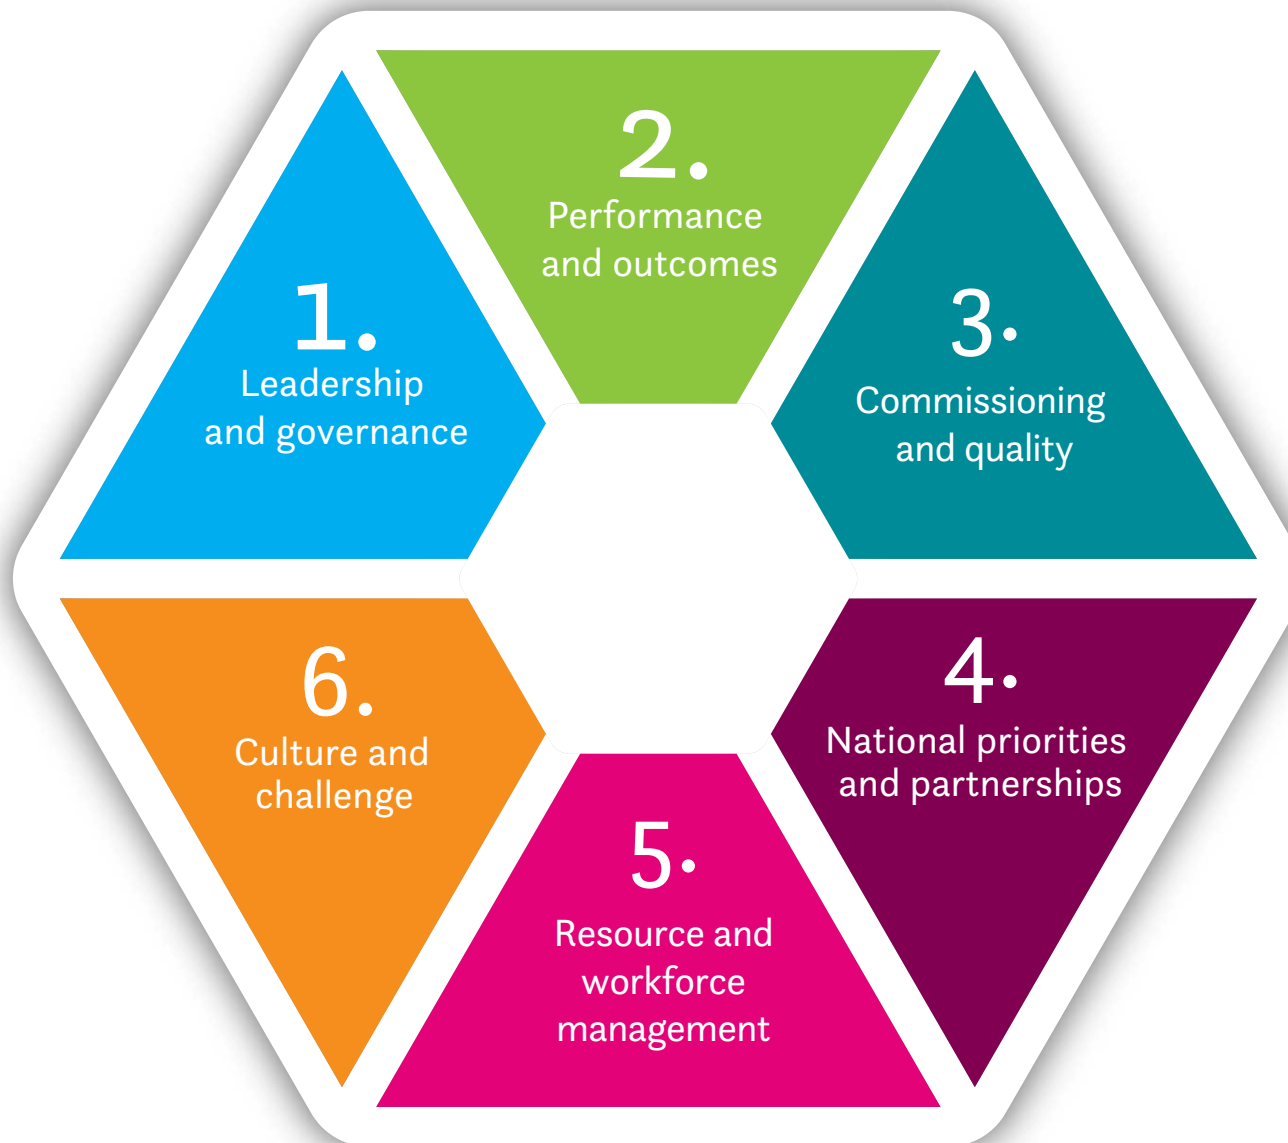 1.
Leadership
and governance
2.
Performance
and outcomes
3.
Commissioning
and quality
4.
National priorities
and partnerships
5.
Resource and
workforce
management
6.
Culture and
challenge